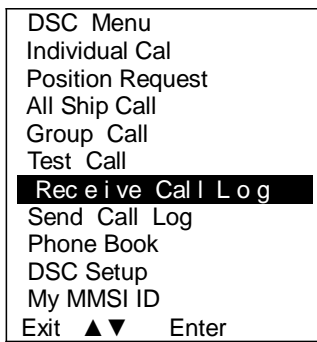 DSC Menu
Individual Cal
Position Request
All Ship Call
Group Call
Test Call
Receive Call Log
Send Call Log
Phone Book
DSC Setup
My MMSI ID
Exit ▲▼ Enter